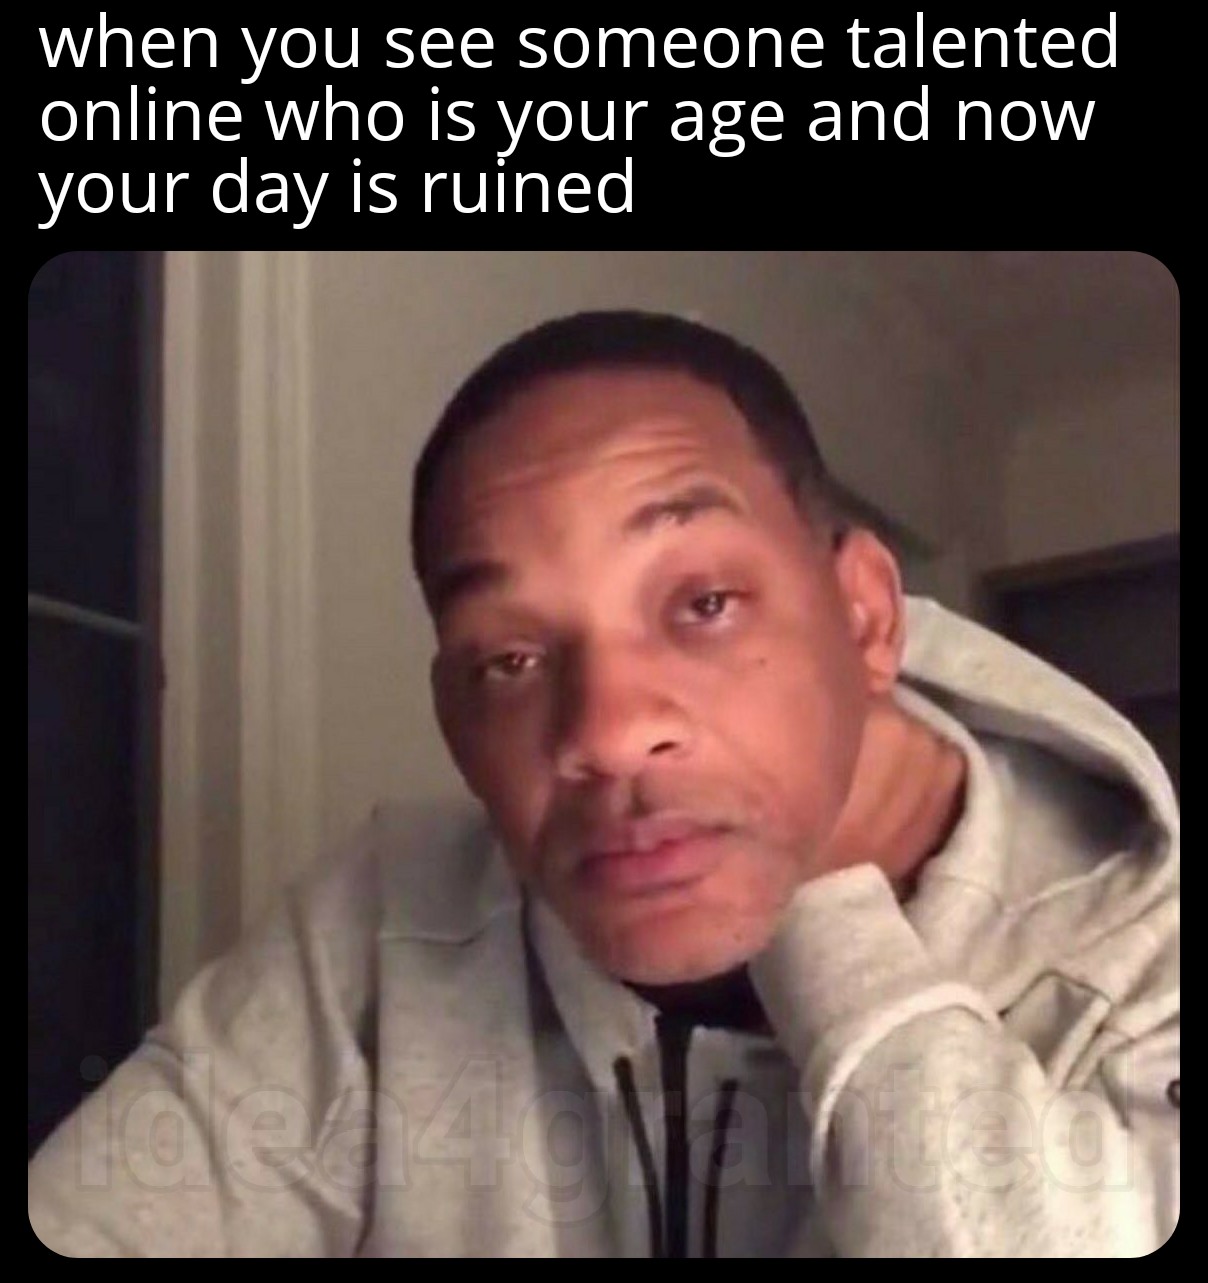 when you see someone talented
online who is your age and now
your day is ruined
idea4granted